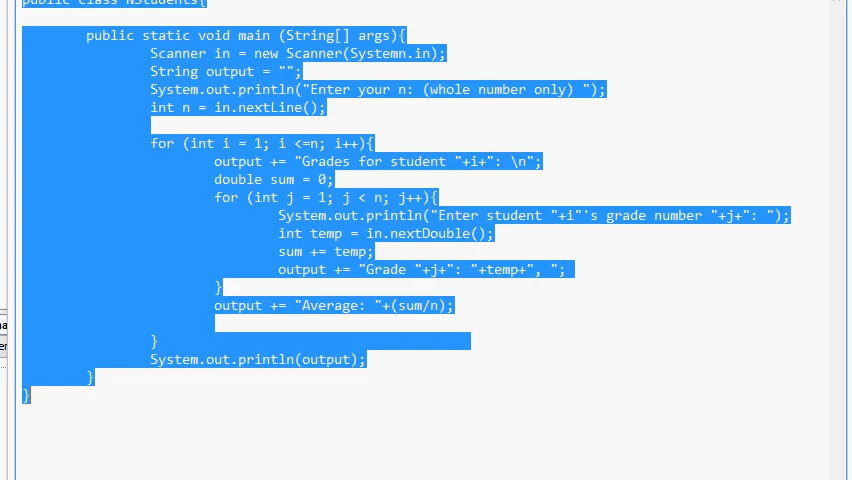 public class NStudents{
public static void main (String[] args){
Scanner in = new Scanner(Systemn.in);
String output = "";
System.out.println("Enter your n: (whole number only) ");
int n = in.nextLine();
for (int i = 1; i <=n; i++){
output += "Grades for student "+i+": \n";
double sum = 0;
for (int j = 1; j < n; j++){
System.out.println("Enter student "+i"'s grade number "+j+": ");
int temp = in.nextDouble();
sum += temp;
output += "Grade "+j+": "+temp+", ";
}
output += "Average: "+(sum/n);
}
System.out.println(output);
}
}